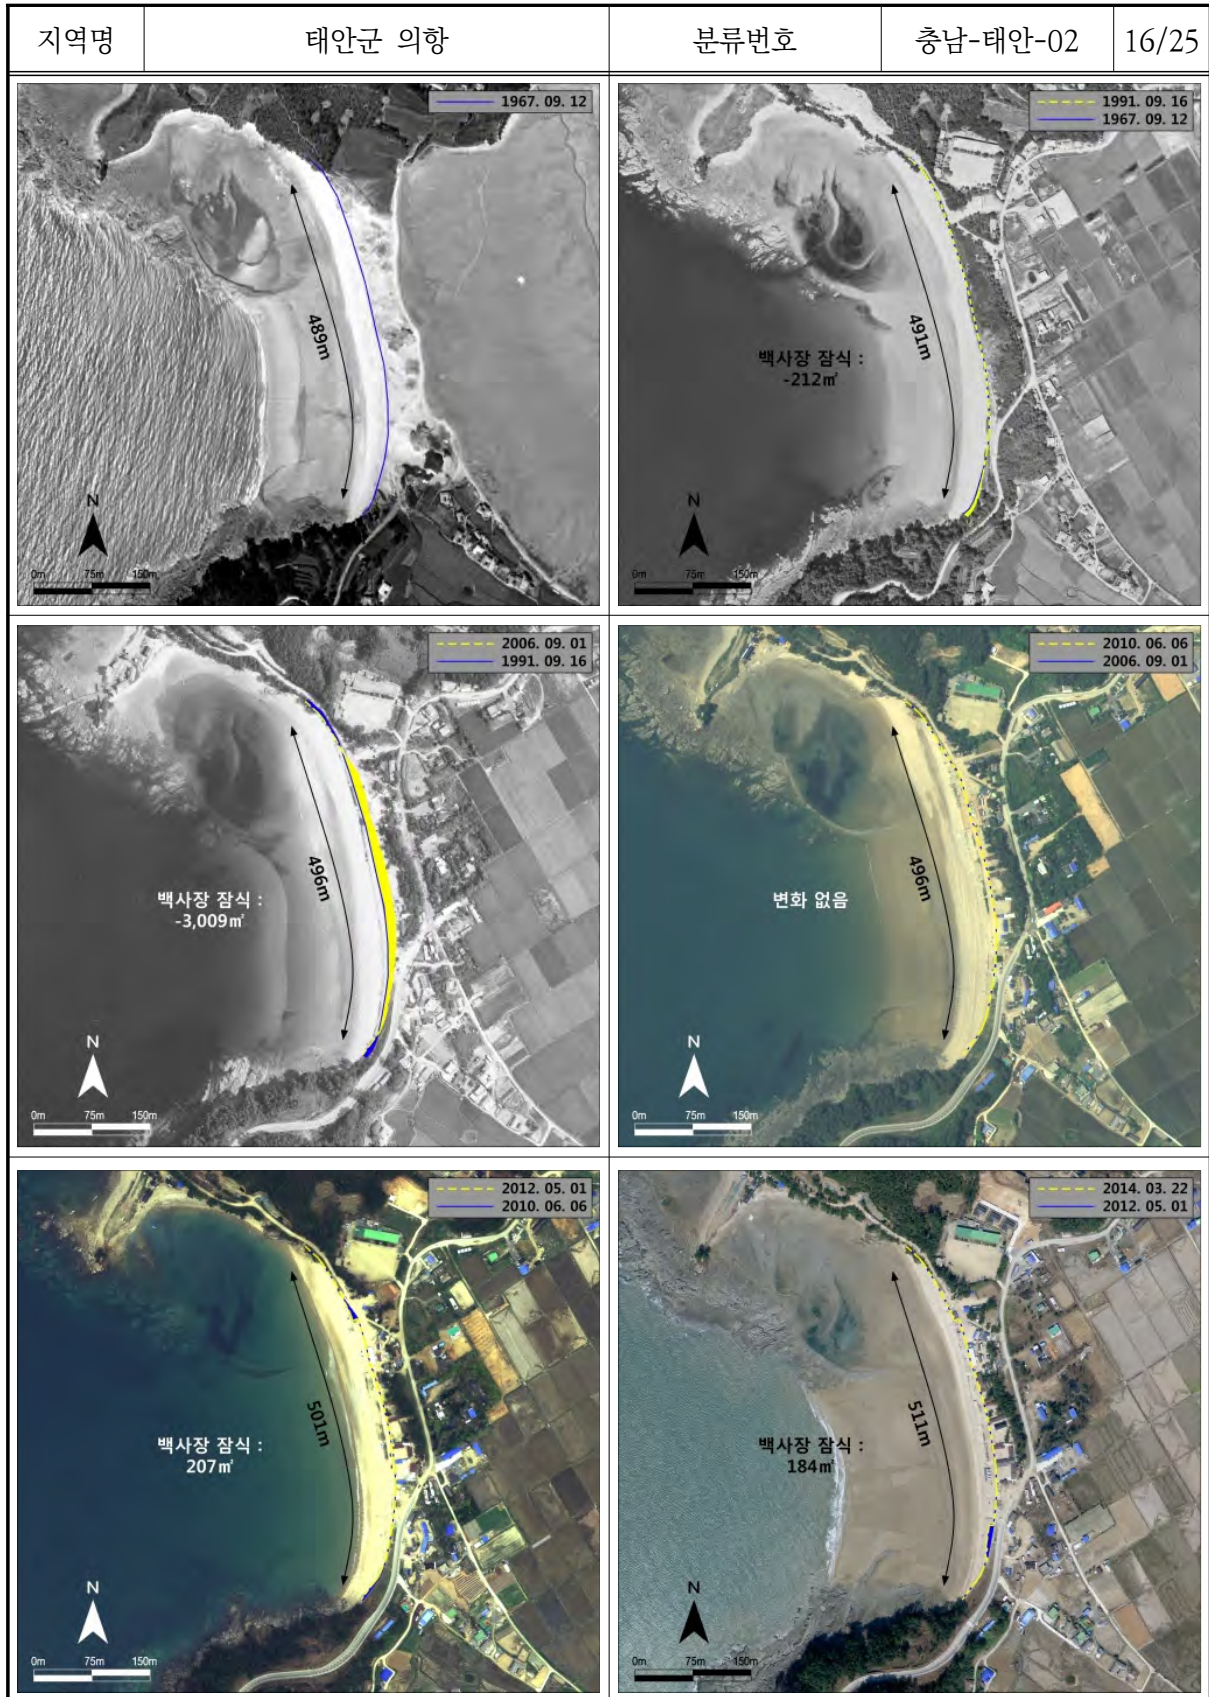 지역명 태안군 의항 분류번호 충남-태안-02 16/25
1967. 09. 12
489m
N
0m 75m 150m
1991. 09. 16
1967. 09. 12
491m
백사장 잠식 :
-212㎡
N
0m 75m 150m
2006. 09. 01
1991. 09. 16
496m
백사장 잠식 :
-3,009㎡
N
0m 75m 150m
2010. 06. 06
2006. 09. 01
496m
변화 없음
N
0m 75m 150m
2012. 05. 01
2010. 06. 06
501m
백사장 잠식 :
207㎡
N
0m 75m 150m
2014. 03. 22
2012. 05. 01
511m
백사장 잠식 :
184㎡
N
0m 75m 150m